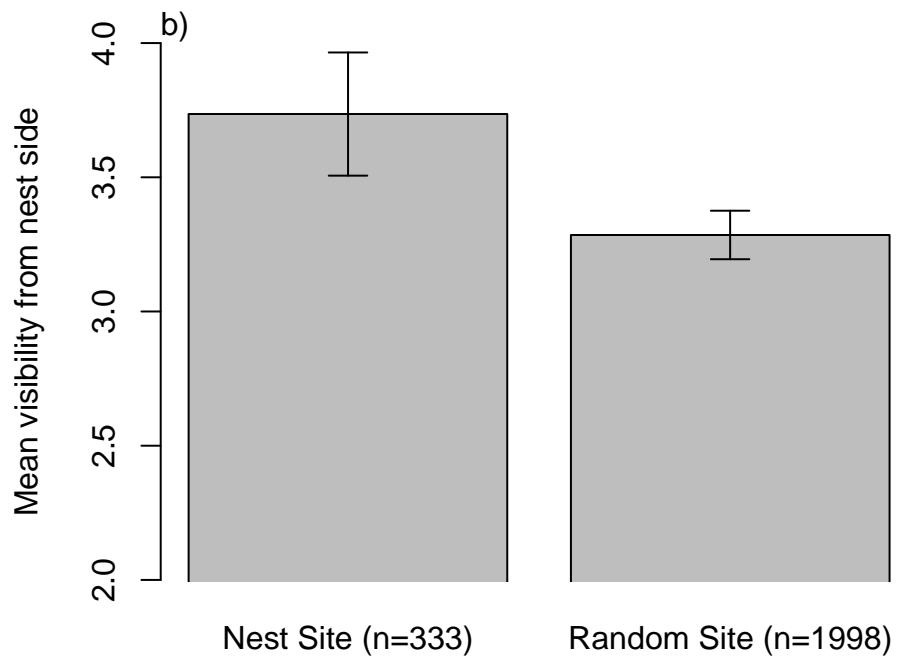 b)
Mean visibility from nest side
4.0
3.5
3.0
2.5
2.0
Nest Site (n=333)
Random Site (n=1998)